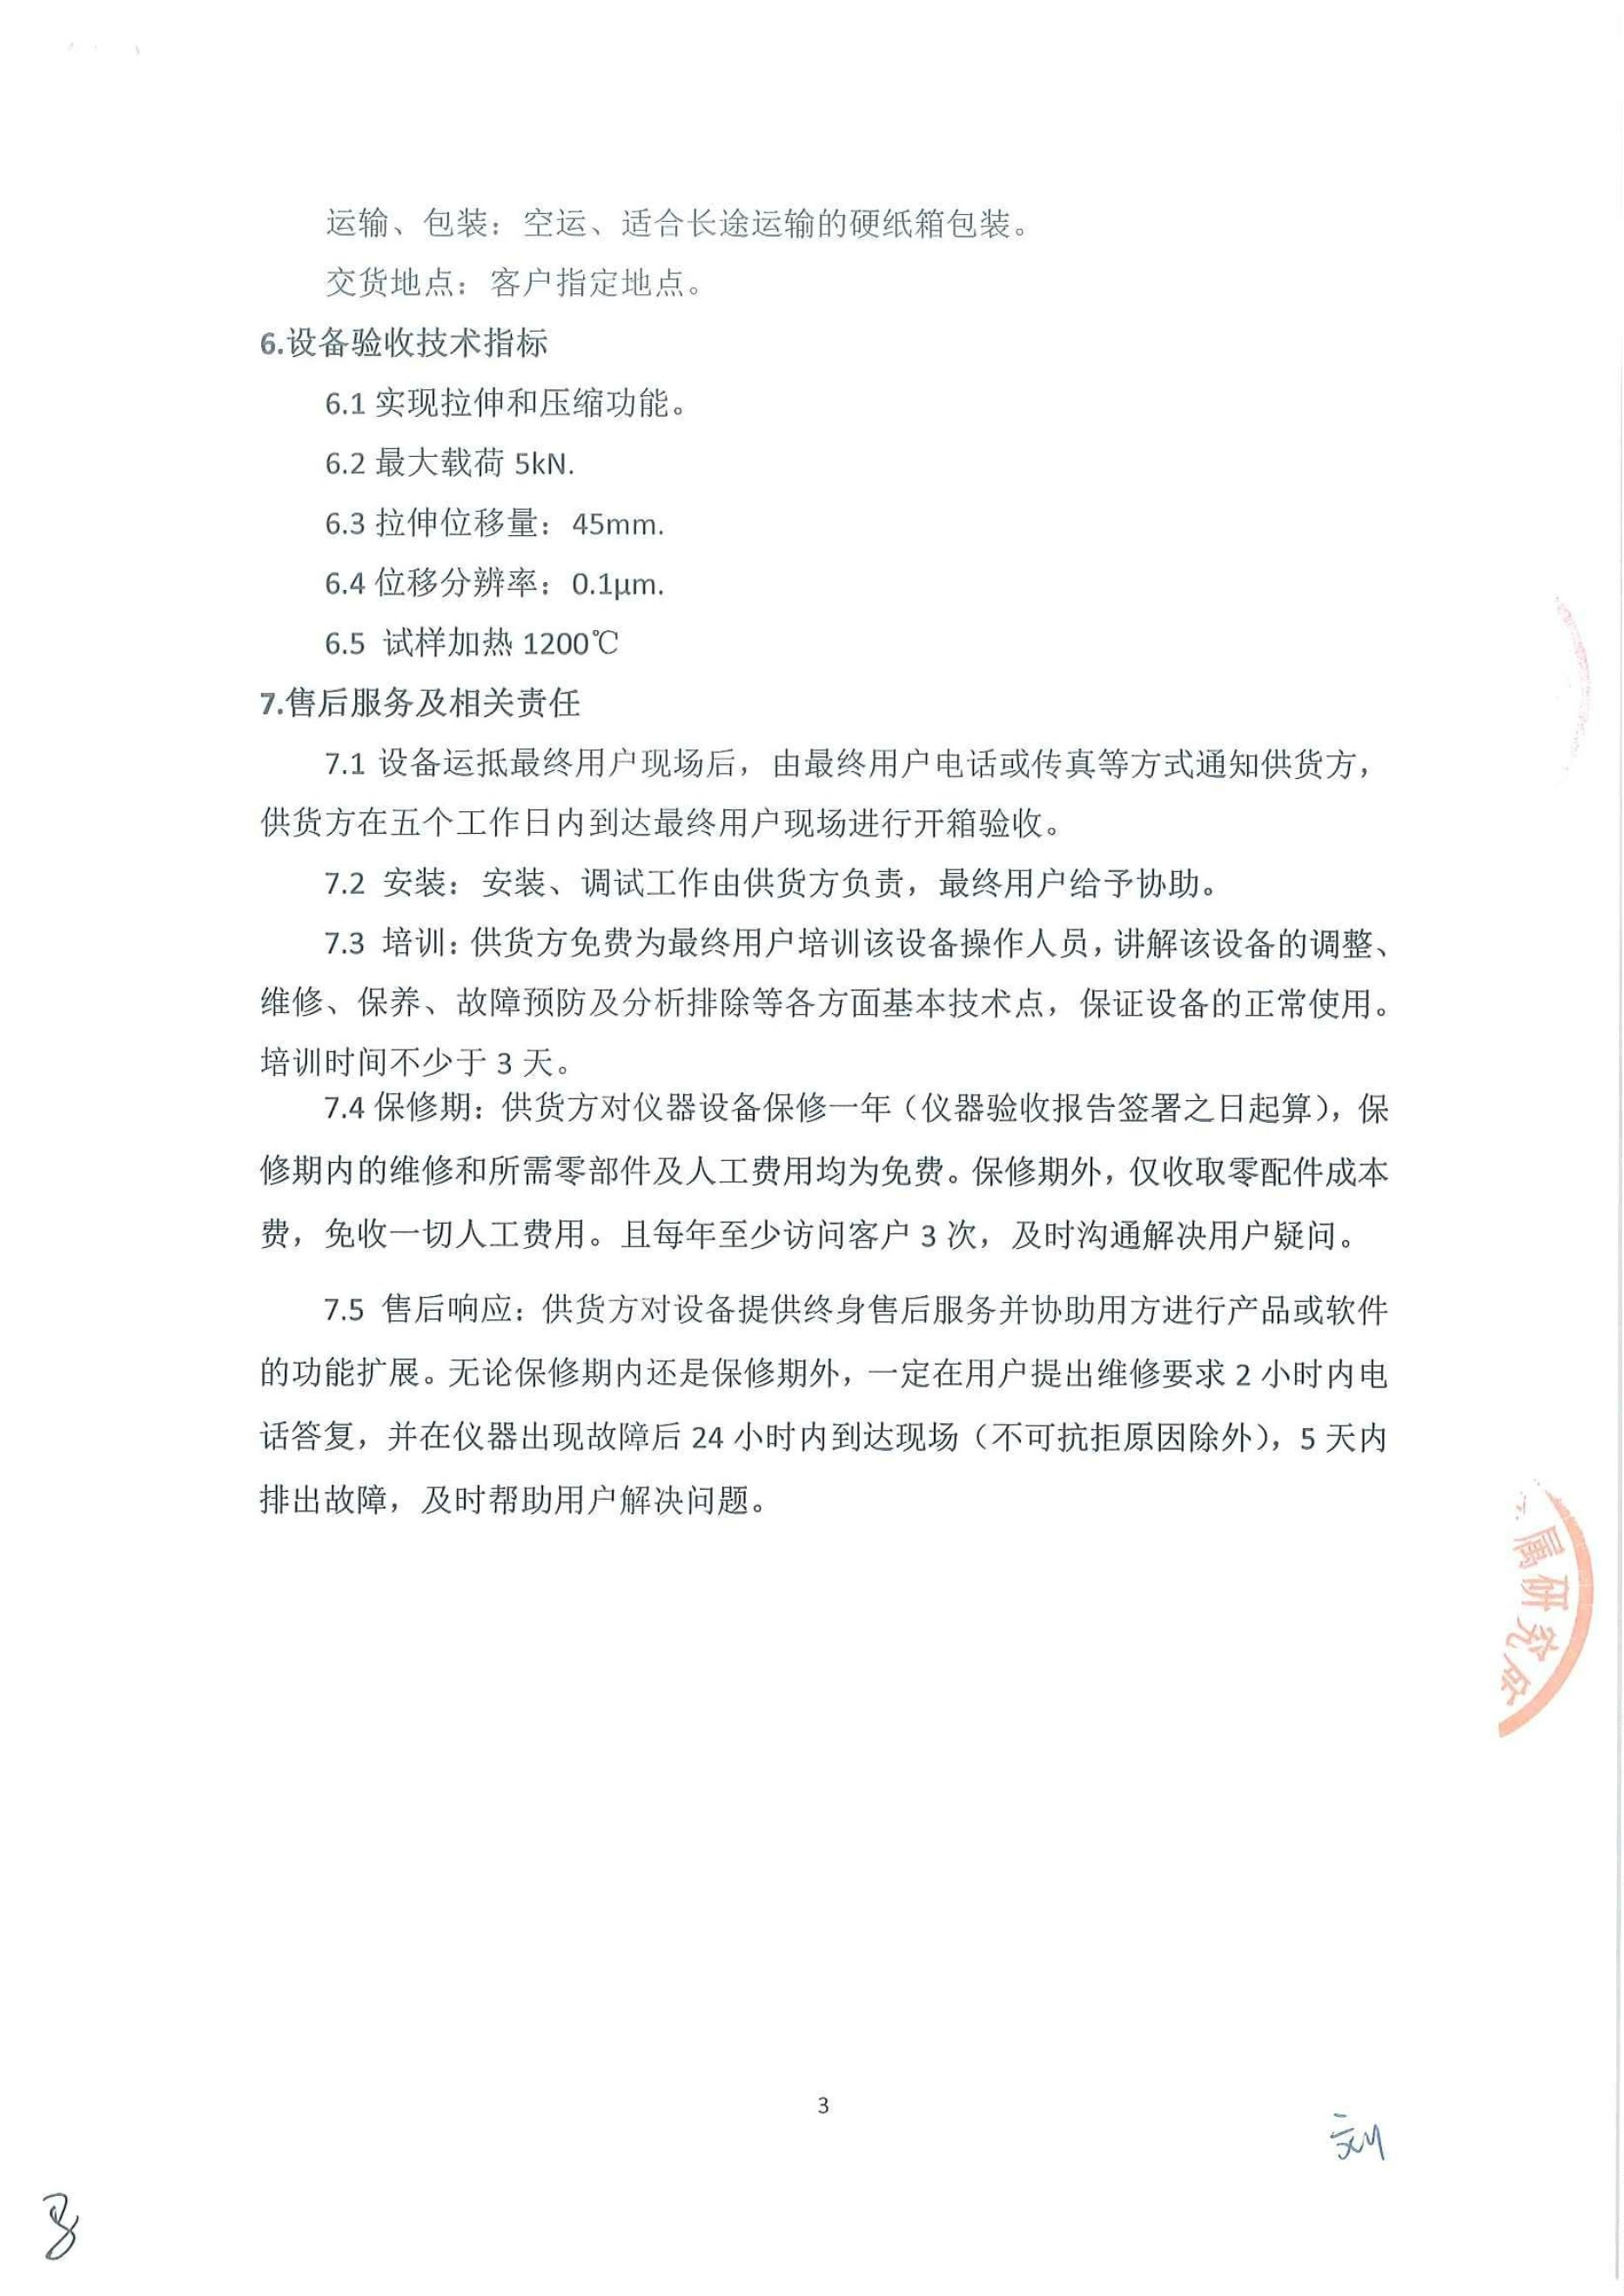 运输、包装：空运、适合长途运输的硬纸箱包装。
交货地点：客户指定地点。
6.设备验收技术指标
6.1 实现拉伸和压缩功能。
6.2 最大载荷 5kN.
6.3 拉伸位移量：45mm.
6.4 位移分辨率：0.1μm.
6.5 试样加热 1200℃
7.售后服务及相关责任
7.1 设备运抵最终用户现场后，由最终用户电话或传真等方式通知供货方，
供货方在五个工作日内到达最终用户现场进行开箱验收。
7.2 安装：安装、调试工作由供货方负责，最终用户给予协助。
7.3 培训：供货方免费为最终用户培训该设备操作人员，讲解该设备的调整、
维修、保养、故障预防及分析排除等各方面基本技术点，保证设备的正常使用。
培训时间不少于 3 天。
7.4 保修期：供货方对仪器设备保修一年（仪器验收报告签署之日起算），保
修期内的维修和所需零部件及人工费用均为免费。保修期外，仅收取零配件成本
费，免收一切人工费用。且每年至少访问客户 3 次，及时沟通解决用户疑问。
7.5 售后响应：供货方对设备提供终身售后服务并协助用方进行产品或软件
的功能扩展。无论保修期内还是保修期外，一定在用户提出维修要求 2 小时内电
话答复，并在仪器出现故障后 24 小时内到达现场（不可抗拒原因除外），5 天内
排出故障，及时帮助用户解决问题。
属研究所
3
刘